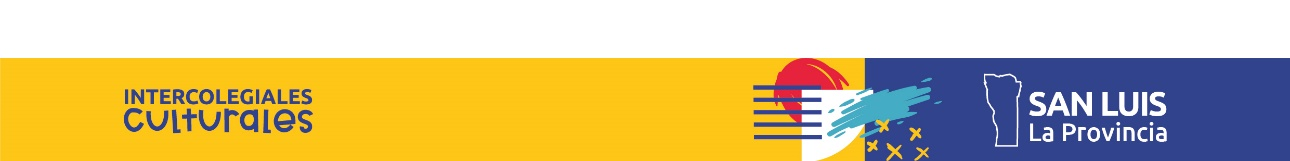 INTERCOLEGIALES
culturales
SAN LUIS
La Provincia